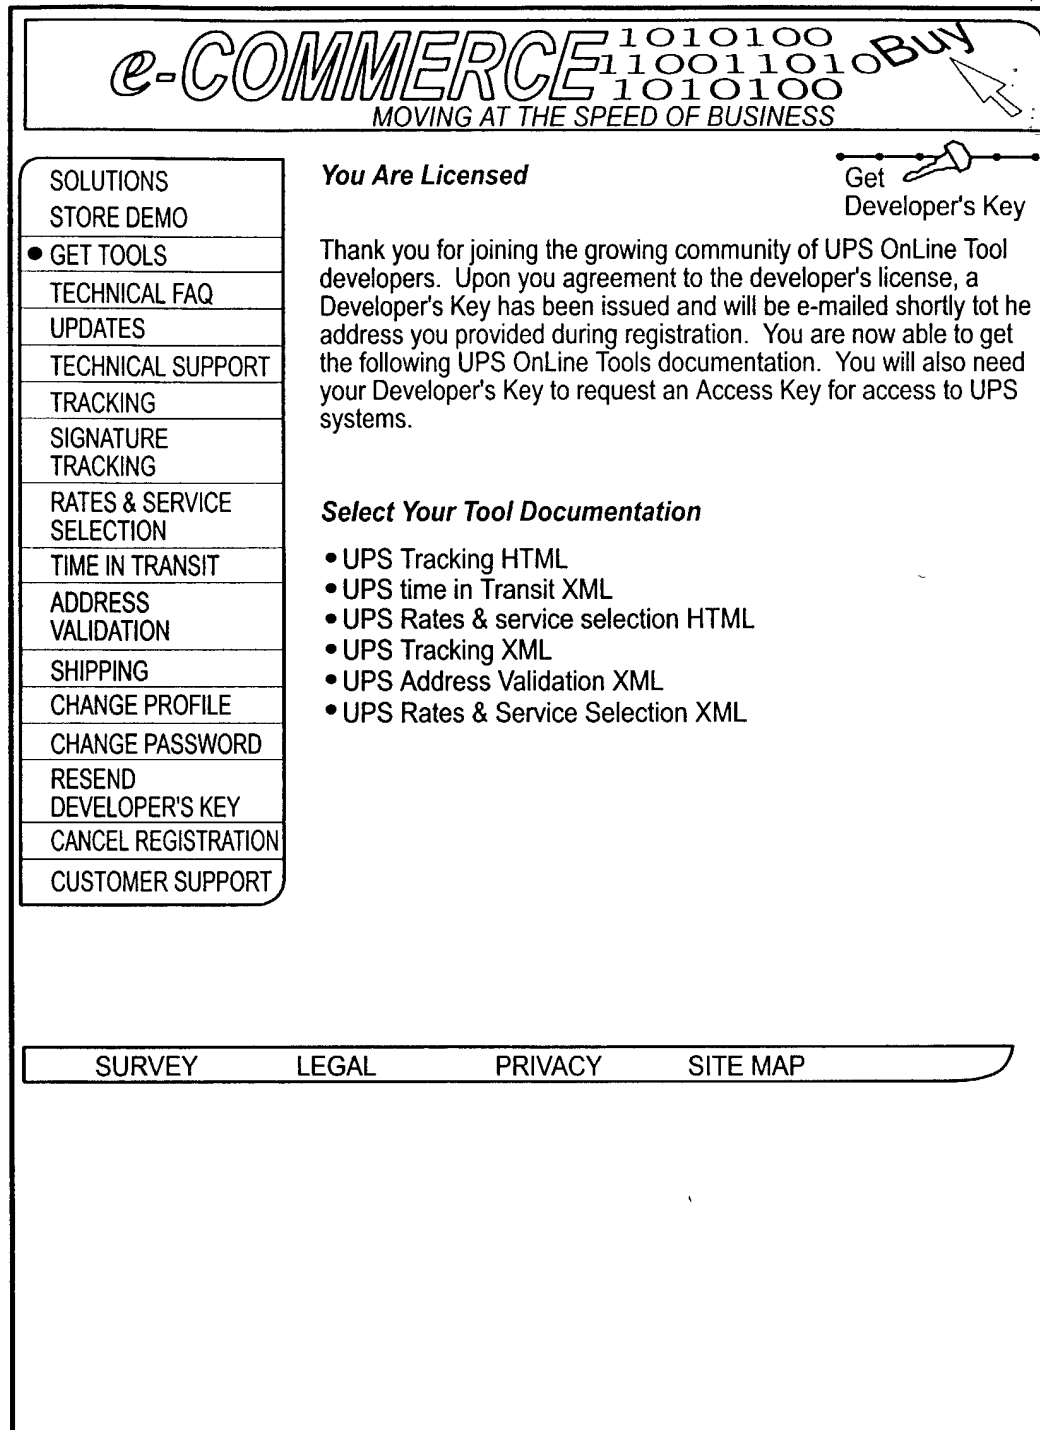 e-COMMERCE
1010100
110011010
1010100
Buy
MOVING AT THE SPEED OF BUSINESS
SOLUTIONS
STORE DEMO
• GET TOOLS
TECHNICAL FAQ
UPDATES
TECHNICAL SUPPORT
TRACKING
SIGNATURE
TRACKING
RATES & SERVICE
SELECTION
TIME IN TRANSIT
ADDRESS
VALIDATION
SHIPPING
CHANGE PROFILE
CHANGE PASSWORD
RESEND
DEVELOPER'S KEY
CANCEL REGISTRATION
CUSTOMER SUPPORT
You Are Licensed
Get
Developer's Key
Thank you for joining the growing community of UPS OnLine Tool
developers. Upon you agreement to the developer's license, a
Developer's Key has been issued and will be e-mailed shortly tot he
address you provided during registration. You are now able to get
the following UPS OnLine Tools documentation. You will also need
your Developer's Key to request an Access Key for access to UPS
systems.
Select Your Tool Documentation
• UPS Tracking HTML
• UPS time in Transit XML
• UPS Rates & service selection HTML
• UPS Tracking XML
• UPS Address Validation XML
• UPS Rates & Service Selection XML
SURVEY LEGAL PRIVACY SITE MAP